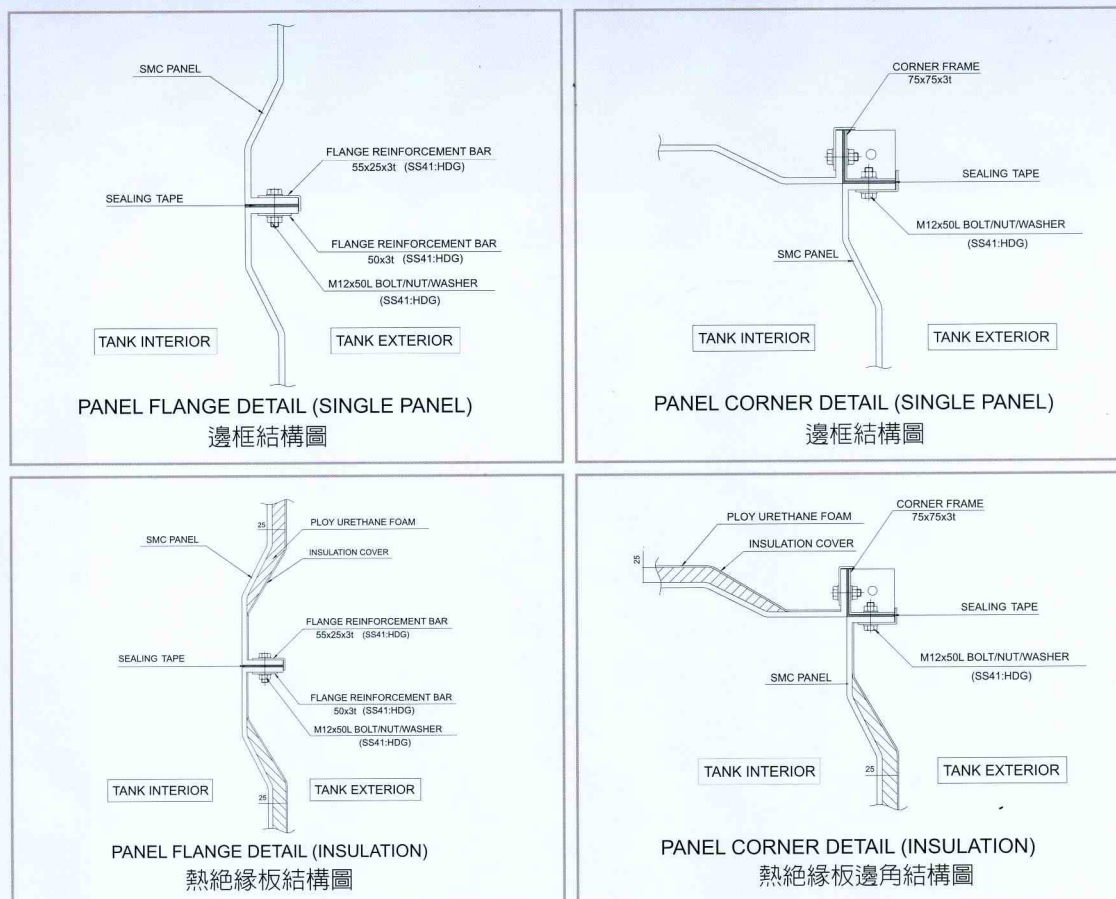 SMC PANEL
FLANGE REINFORCEMENT BAR
55x25x3t (SS41:HDG)
SEALING TAPE
FLANGE REINFORCEMENT BAR
50x3t (SS41:HDG)
M12x50L BOLT/NUT/WASHER
(SS41:HDG)
TANK INTERIOR
TANK EXTERIOR
PANEL FLANGE DETAIL (SINGLE PANEL)
邊框結構圖
CORNER FRAME
75x75x3t
SEALING TAPE
M12x50L BOLT/NUT/WASHER
(SS41:HDG)
SMC PANEL
TANK INTERIOR
TANK EXTERIOR
PANEL CORNER DETAIL (SINGLE PANEL)
邊框結構圖
25
PLOY URETHANE FOAM
SMC PANEL
INSULATION COVER
FLANGE REINFORCEMENT BAR
55x25x3t (SS41:HDG)
SEALING TAPE
FLANGE REINFORCEMENT BAR
50x3t (SS41:HDG)
M12x50L BOLT/NUT/WASHER
(SS41:HDG)
TANK INTERIOR
25
TANK EXTERIOR
PANEL FLANGE DETAIL (INSULATION)
熱絕緣板結構圖
CORNER FRAME
75x75x3t
PLOY URETHANE FOAM
INSULATION COVER
25
SEALING TAPE
M12x50L BOLT/NUT/WASHER
(SS41:HDG)
SMC PANEL
TANK INTERIOR
25
TANK EXTERIOR
PANEL CORNER DETAIL (INSULATION)
熱絕緣板邊角結構圖